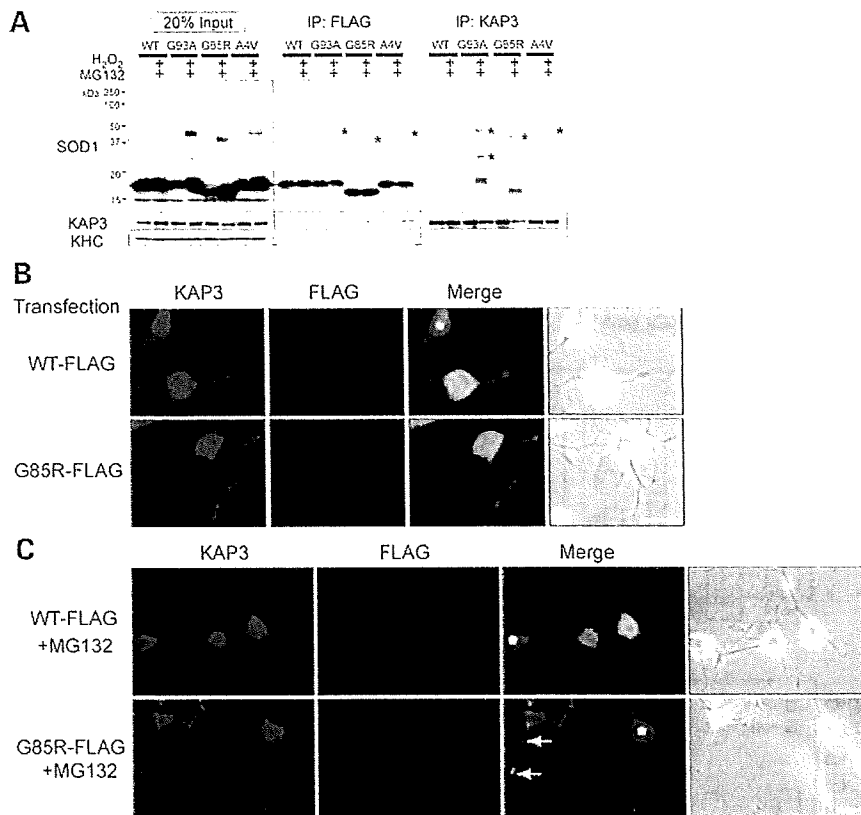 A
20% Input IP: FLAG IP: KAP3
WT G93A G85R A4V WT G93A G85R A4V WT G93A G85R A4V
H₂O₂ + + + + + + + + + + + +
MG132 + + + + + + + + + + + +
kDa 250
100
50 * * * * * *
37
SOD1 *
20
15
KAP3
KHC
B
KAP3 FLAG Merge
Transfection
WT-FLAG
G85R-FLAG
C
KAP3 FLAG Merge
WT-FLAG
+MG132
G85R-FLAG
+MG132